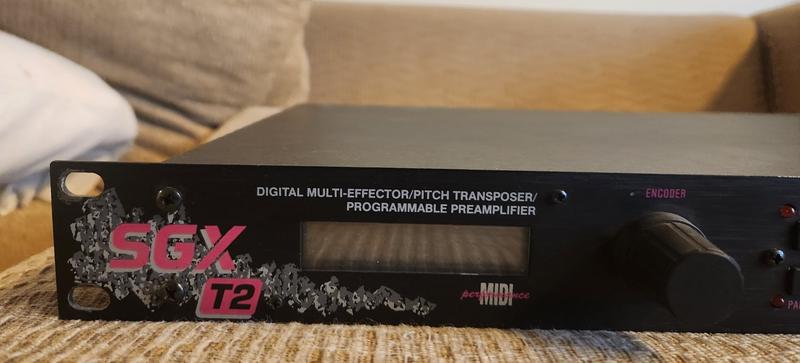 DIGITAL MULTI-EFFECTOR/PITCH TRANSPOSER/
PROGRAMMABLE PREAMPLIFIER
ENCODER
SGX
T2
MIDI
performance